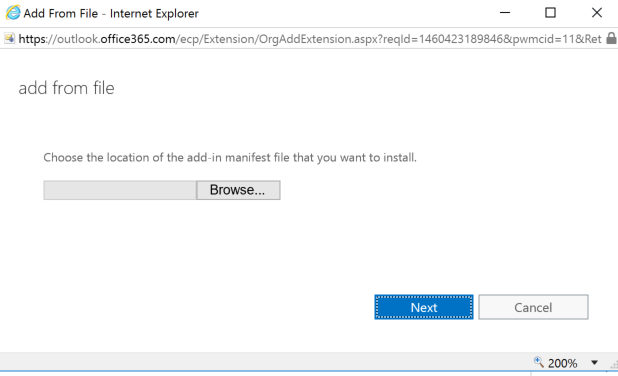 Add From File - Internet Explorer
https://outlook.office365.com/ecp/Extension/OrgAddExtension.aspx?reqId=1460423189846&pwmcid=11&Ret
add from file
Choose the location of the add-in manifest file that you want to install.
Browse...
Next Cancel
200%